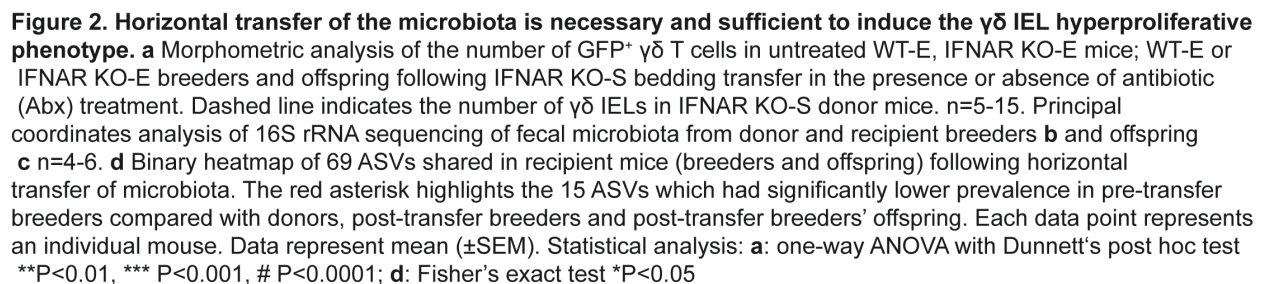 Figure 2. Horizontal transfer of the microbiota is necessary and sufficient to induce the γδ IEL hyperproliferative
phenotype. a Morphometric analysis of the number of GFP⁺ γδ T cells in untreated WT-E, IFNAR KO-E mice; WT-E or
IFNAR KO-E breeders and offspring following IFNAR KO-S bedding transfer in the presence or absence of antibiotic
(Abx) treatment. Dashed line indicates the number of γδ IELs in IFNAR KO-S donor mice. n=5-15. Principal
coordinates analysis of 16S rRNA sequencing of fecal microbiota from donor and recipient breeders b and offspring
c n=4-6. d Binary heatmap of 69 ASVs shared in recipient mice (breeders and offspring) following horizontal
transfer of microbiota. The red asterisk highlights the 15 ASVs which had significantly lower prevalence in pre-transfer
breeders compared with donors, post-transfer breeders and post-transfer breeders’ offspring. Each data point represents
an individual mouse. Data represent mean (±SEM). Statistical analysis: a: one-way ANOVA with Dunnett‘s post hoc test
**P<0.01, *** P<0.001, # P<0.0001; d: Fisher’s exact test *P<0.05